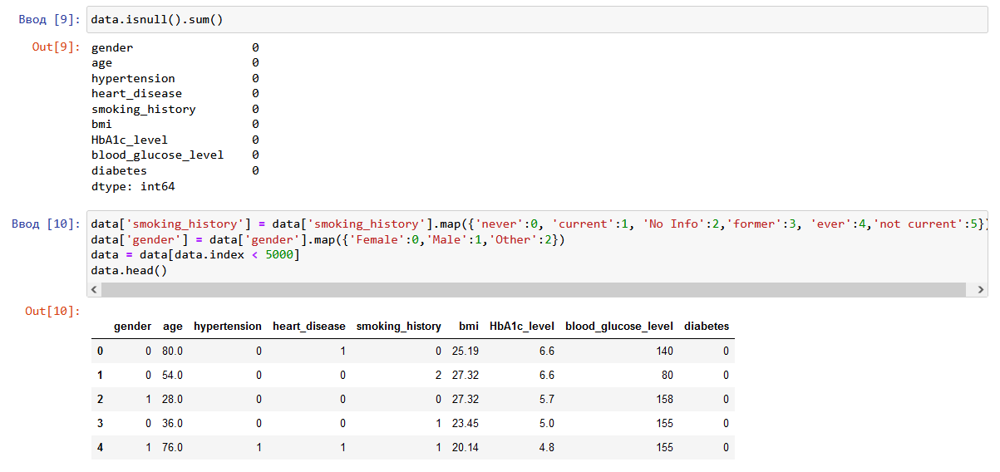 Ввод [9]: data.isnull().sum()
Out[9]: gender 0
age 0
hypertension 0
heart_disease 0
smoking_history 0
bmi 0
HbA1c_level 0
blood_glucose_level 0
diabetes 0
dtype: int64
Ввод [10]: data['smoking_history'] = data['smoking_history'].map({'never':0, 'current':1, 'No Info':2,'former':3, 'ever':4,'not current':5})
data['gender'] = data['gender'].map({'Female':0,'Male':1,'Other':2})
data = data[data.index < 5000]
data.head()
Out[10]:
gender age hypertension heart_disease smoking_history bmi HbA1c_level blood_glucose_level diabetes
0 0 80.0 0 1 0 25.19 6.6 140 0
1 0 54.0 0 0 2 27.32 6.6 80 0
2 1 28.0 0 0 0 27.32 5.7 158 0
3 0 36.0 0 0 1 23.45 5.0 155 0
4 1 76.0 1 1 1 20.14 4.8 155 0